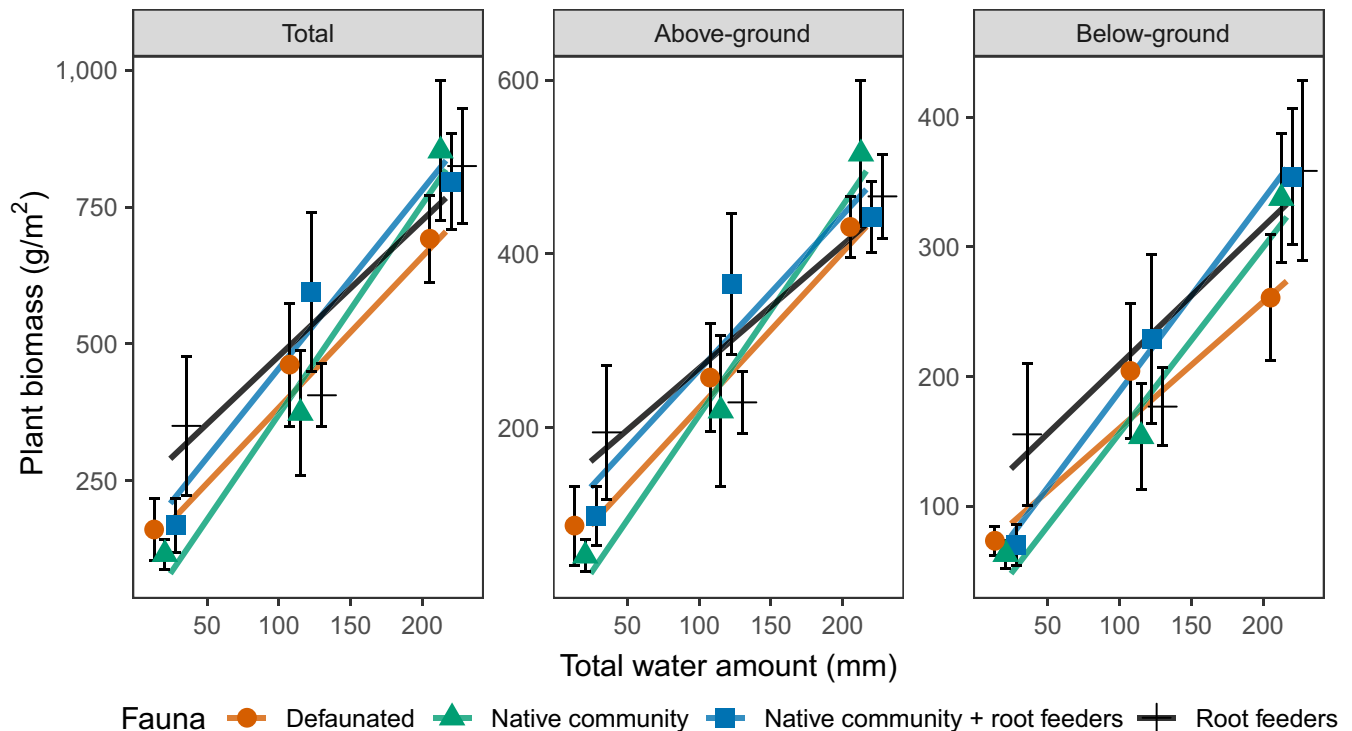 Total
Above-ground
Below-ground
Plant biomass (g/m²)
1,000
750
500
250
600
400
200
400
300
200
100
50 100 150 200
50 100 150 200
50 100 150 200
Total water amount (mm)
Fauna Defaunated Native community Native community + root feeders Root feeders